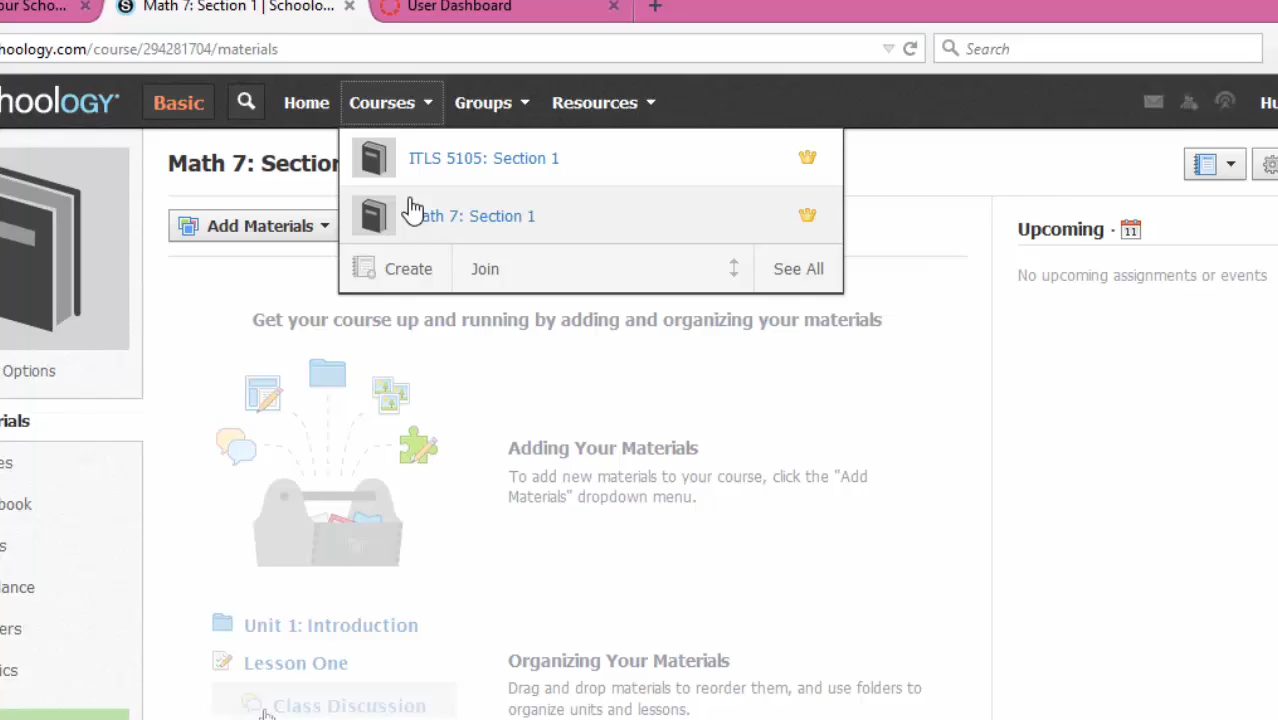 our Scho...
Math 7: Section 1 | Schoolo...
User Dashboard
hoology.com/course/294281704/materials
Search
hoology
Basic
Home
Courses
Groups
Resources
Hu
Math 7: Section
ITLS 5105: Section 1
ath 7: Section 1
Create
Join
See All
Add Materials
Upcoming ·
11
No upcoming assignments or events
Get your course up and running by adding and organizing your materials
Options
rials
es
book
s
lance
ers
ics
Adding Your Materials
To add new materials to your course, click the "Add
Materials" dropdown menu.
Unit 1: Introduction
Lesson One
Class Discussion
Organizing Your Materials
Drag and drop materials to reorder them, and use folders to
organize units and lessons.